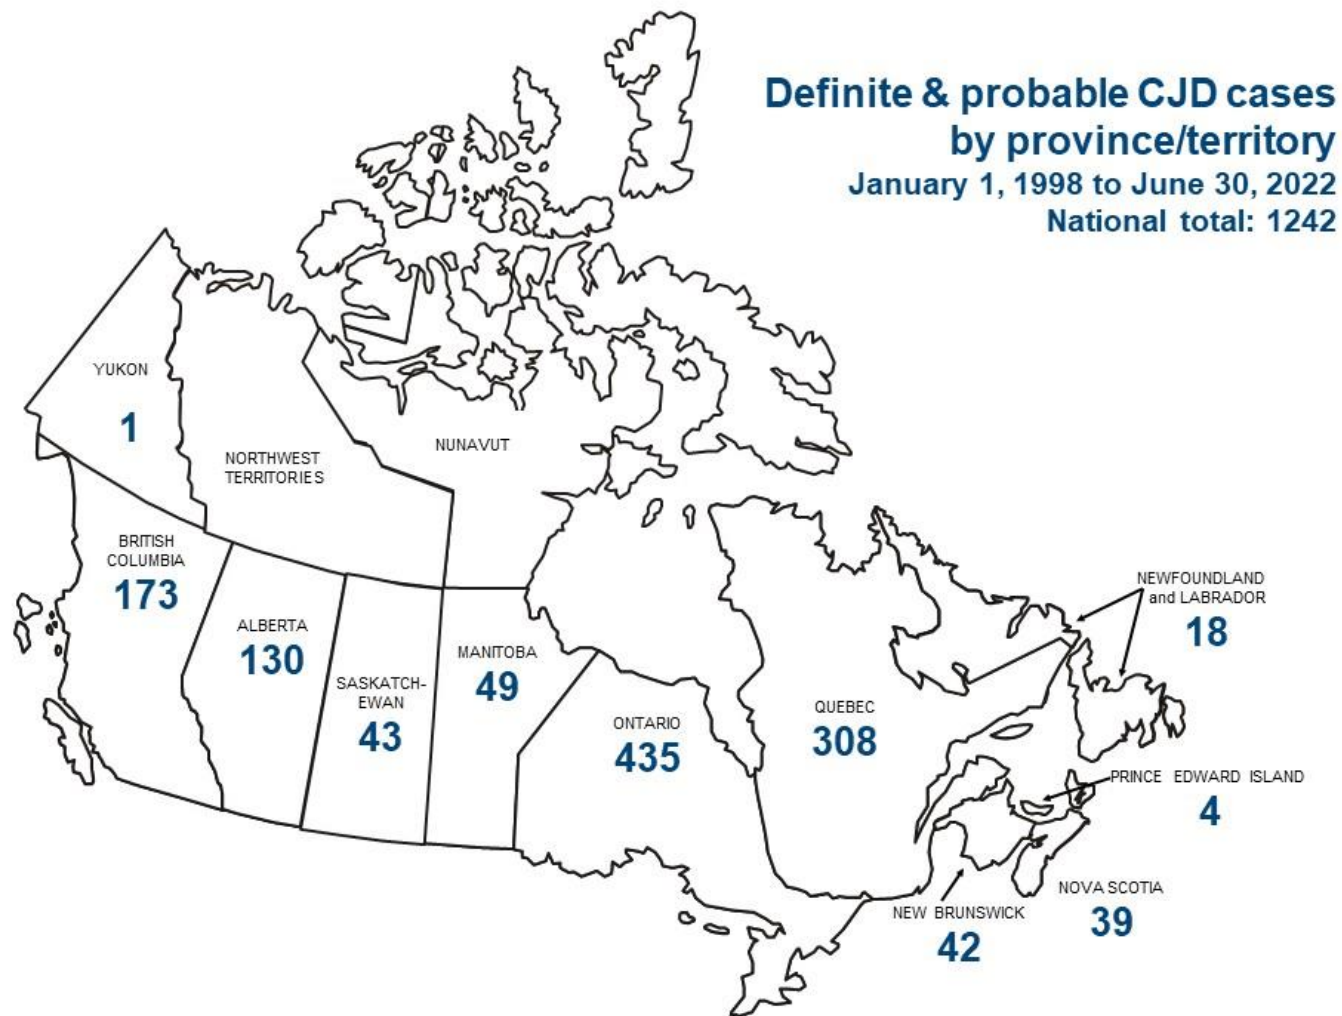 Definite & probable CJD cases
by province/territory
January 1, 1998 to June 30, 2022
National total: 1242
YUKON
1
NORTHWEST
TERRITORIES
NUNAVUT
BRITISH
COLUMBIA
173
ALBERTA
130
SASKATCH-
EWAN
43
MANITOBA
49
ONTARIO
435
QUEBEC
308
NEWFOUNDLAND
and LABRADOR
18
PRINCE EDWARD ISLAND
4
NOVA SCOTIA
39
NEW BRUNSWICK
42